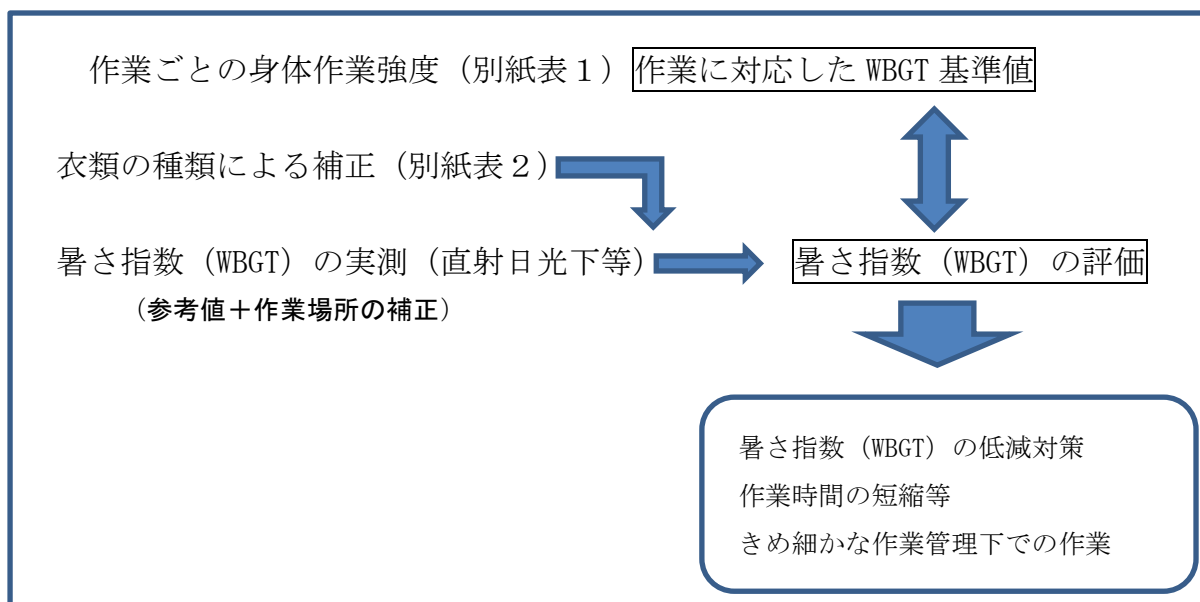 作業ごとの身体作業強度（別紙表１）作業に対応した WBGT 基準値
衣類の種類による補正（別紙表２）
暑さ指数（WBGT）の実測（直射日光下等）
暑さ指数（WBGT）の評価
（参考値＋作業場所の補正）
暑さ指数（WBGT）の低減対策
作業時間の短縮等
きめ細かな作業管理下での作業